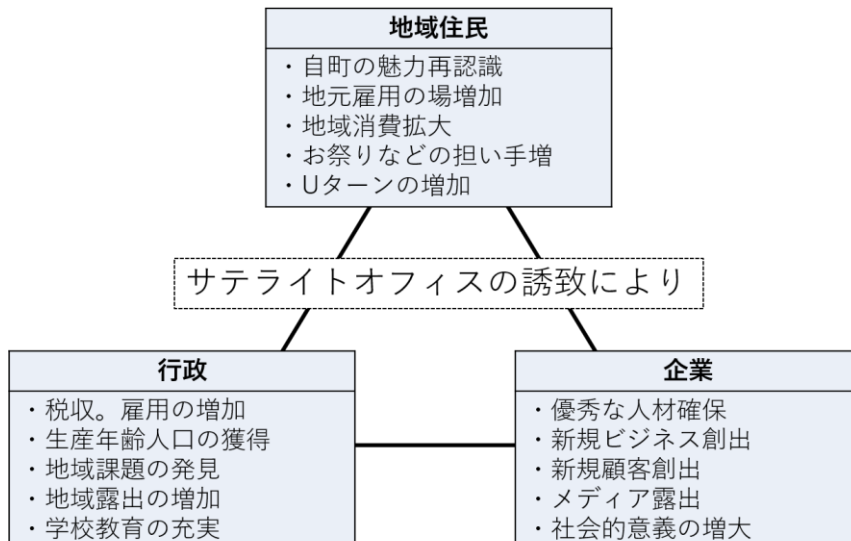 地域住民
・自町の魅力再認識
・地元雇用の場増加
・地域消費拡大
・お祭りなどの担い手増
・Uターンの増加
サテライトオフィスの誘致により
行政
・税収。雇用の増加
・生産年齢人口の獲得
・地域課題の発見
・地域露出の増加
・学校教育の充実
企業
・優秀な人材確保
・新規ビジネス創出
・新規顧客創出
・メディア露出
・社会的意義の増大